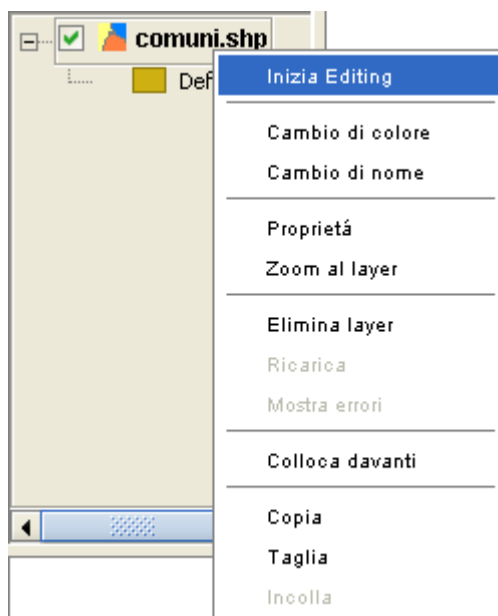 comuni.shp
Def
Inizia Editing
Cambio di colore
Cambio di nome
Proprietá
Zoom al layer
Elimina layer
Ricarica
Mostra errori
Colloca davanti
Copia
Taglia
Incolla